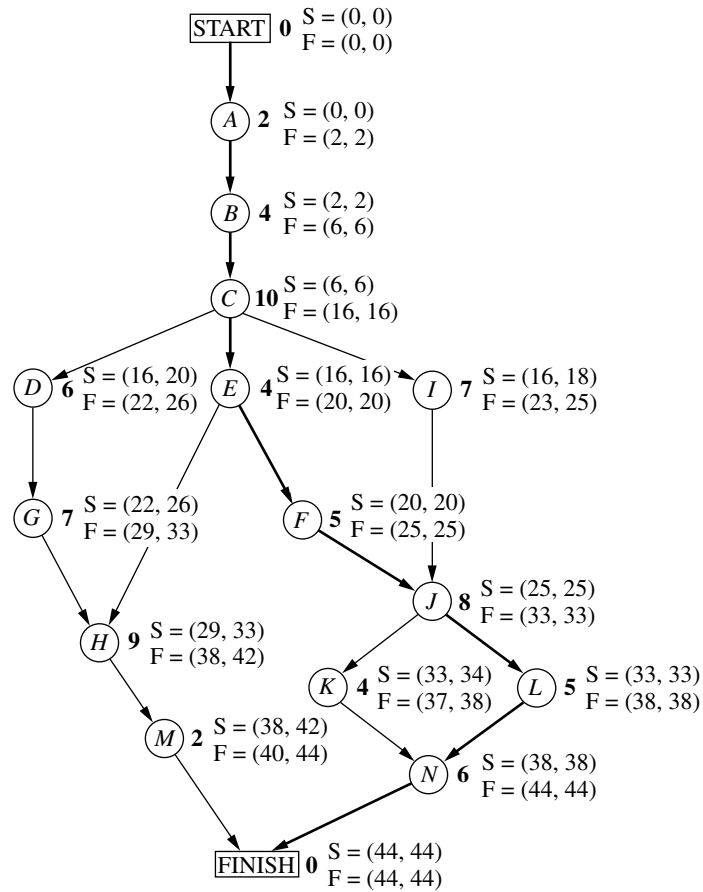 START 0 S = (0, 0)
F = (0, 0)
A 2 S = (0, 0)
F = (2, 2)
B 4 S = (2, 2)
F = (6, 6)
C 10 S = (6, 6)
F = (16, 16)
D 6 S = (16, 20)
F = (22, 26)
E 4 S = (16, 16)
F = (20, 20)
I 7 S = (16, 18)
F = (23, 25)
G 7 S = (22, 26)
F = (29, 33)
F 5 S = (20, 20)
F = (25, 25)
J 8 S = (25, 25)
F = (33, 33)
H 9 S = (29, 33)
F = (38, 42)
K 4 S = (33, 34)
F = (37, 38)
L 5 S = (33, 33)
F = (38, 38)
M 2 S = (38, 42)
F = (40, 44)
N 6 S = (38, 38)
F = (44, 44)
FINISH 0 S = (44, 44)
F = (44, 44)